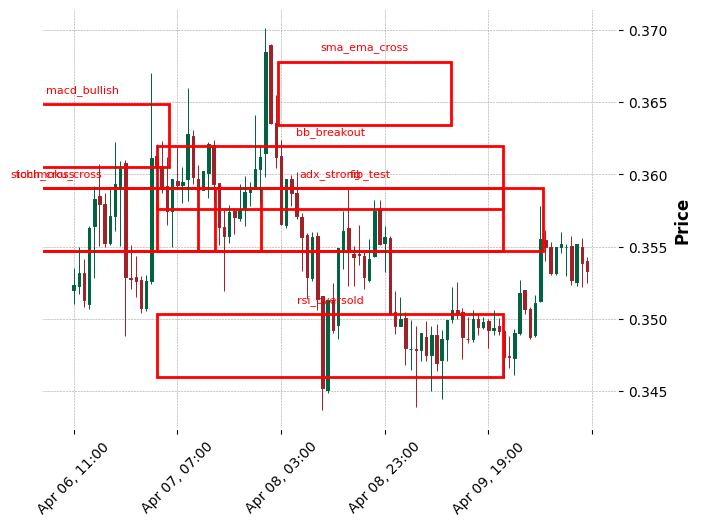 0.370
sma_ema_cross
0.365
macd_bullish
bb_breakout
0.360
adx_strong
fib_test
0.355
Price
rsi_oversold
0.350
0.345
Apr 06, 11:00
Apr 07, 07:00
Apr 08, 03:00
Apr 08, 23:00
Apr 09, 19:00